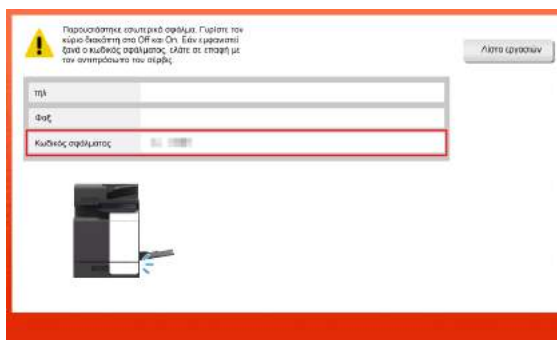 Παρουσιάστηκε εσωτερικό σφάλμα. Γυρίστε τον
κύριο διακόπτη στο Off και On. Εάν εμφανιστεί
ξανά ο κωδικός σφάλματος, ελάτε σε επαφή με
τον αντιπρόσωπο του σέρβις
Λίστα εργασιών
τηλ
Φαξ
Κωδικός σφάλματος